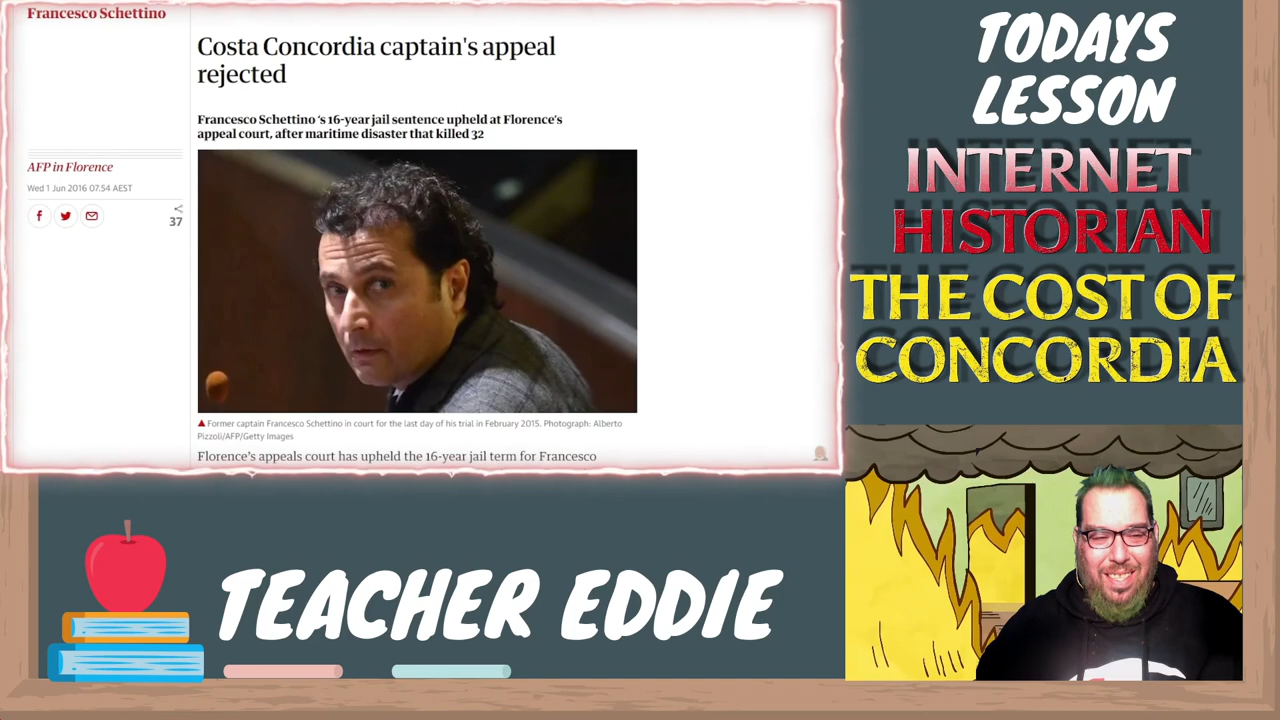 Francesco Schettino
Costa Concordia captain's appeal
rejected
Francesco Schettino 's 16-year jail sentence upheld at Florence's
appeal court, after maritime disaster that killed 32
AFP in Florence
Wed 1 Jun 2016 07.54 AEST
37
Former captain Francesco Schettino in court for the last day of his trial in February 2015. Photograph: Alberto
Pizzoli/AFP/Getty Images
Florence's appeals court has upheld the 16-year jail term for Francesco
TODAYS
LESSON
INTERNET
HISTORIAN
THE COST OF
CONCORDIA
TEACHER EDDIE